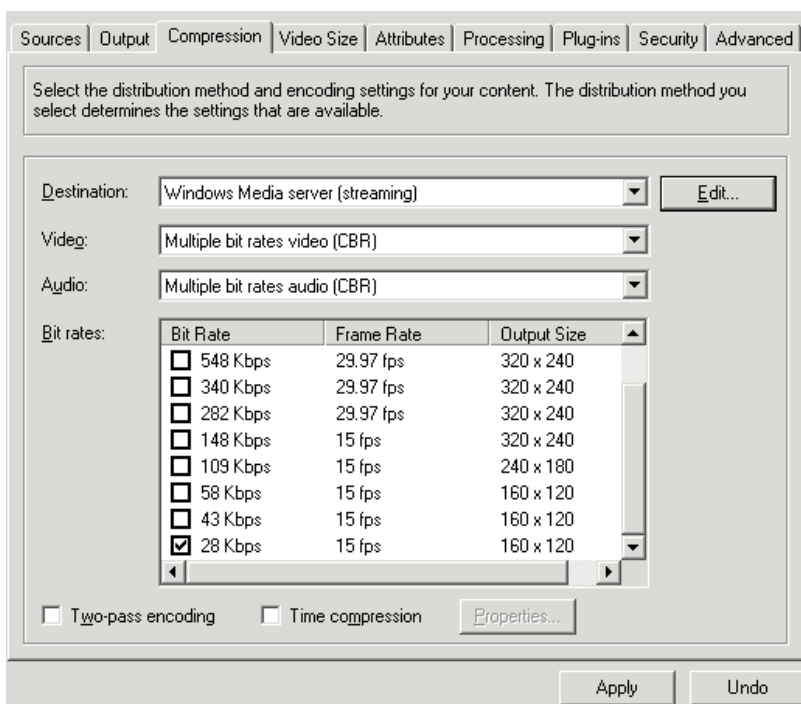 Sources Output Compression Video Size Attributes Processing Plug-ins Security Advanced
Select the distribution method and encoding settings for your content. The distribution method you
select determines the settings that are available.
Destination: Windows Media server (streaming) Edit...
Video: Multiple bit rates video (CBR)
Audio: Multiple bit rates audio (CBR)
Bit rates: Bit Rate Frame Rate Output Size
548 Kbps 29.97 fps 320 x 240
340 Kbps 29.97 fps 320 x 240
282 Kbps 29.97 fps 320 x 240
148 Kbps 15 fps 320 x 240
109 Kbps 15 fps 240 x 180
58 Kbps 15 fps 160 x 120
43 Kbps 15 fps 160 x 120
28 Kbps 15 fps 160 x 120
Two-pass encoding Time compression Properties...
Apply Undo